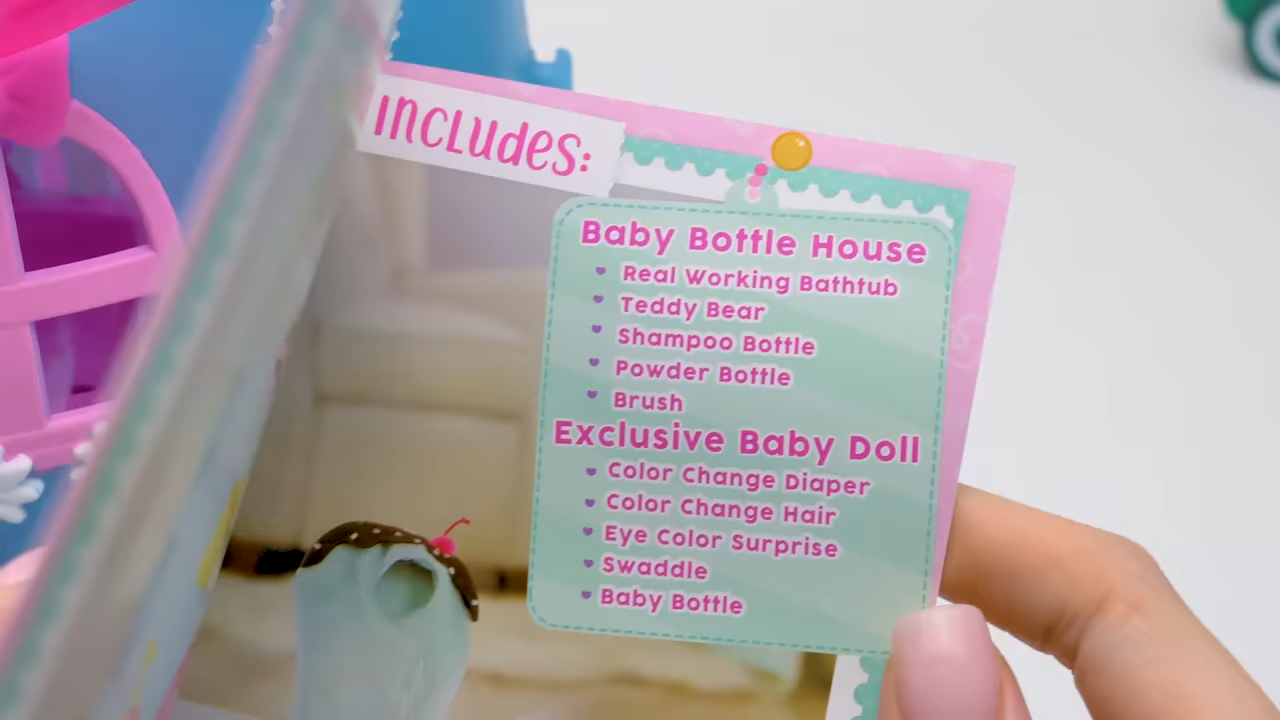 INCLUDES:
Baby Bottle House
Real Working Bathtub
Teddy Bear
Shampoo Bottle
Powder Bottle
Brush
Exclusive Baby Doll
Color Change Diaper
Color Change Hair
Eye Color Surprise
Swaddle
Baby Bottle